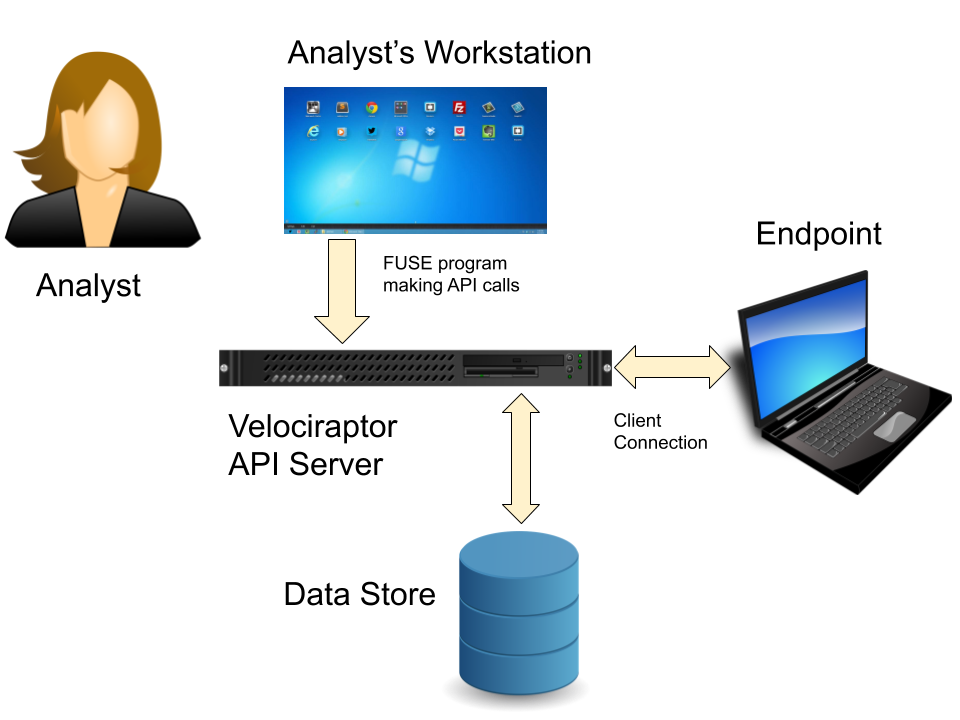 Analyst’s Workstation
Analyst
FUSE program
making API calls
Endpoint
Velociraptor
API Server
Client
Connection
Data Store